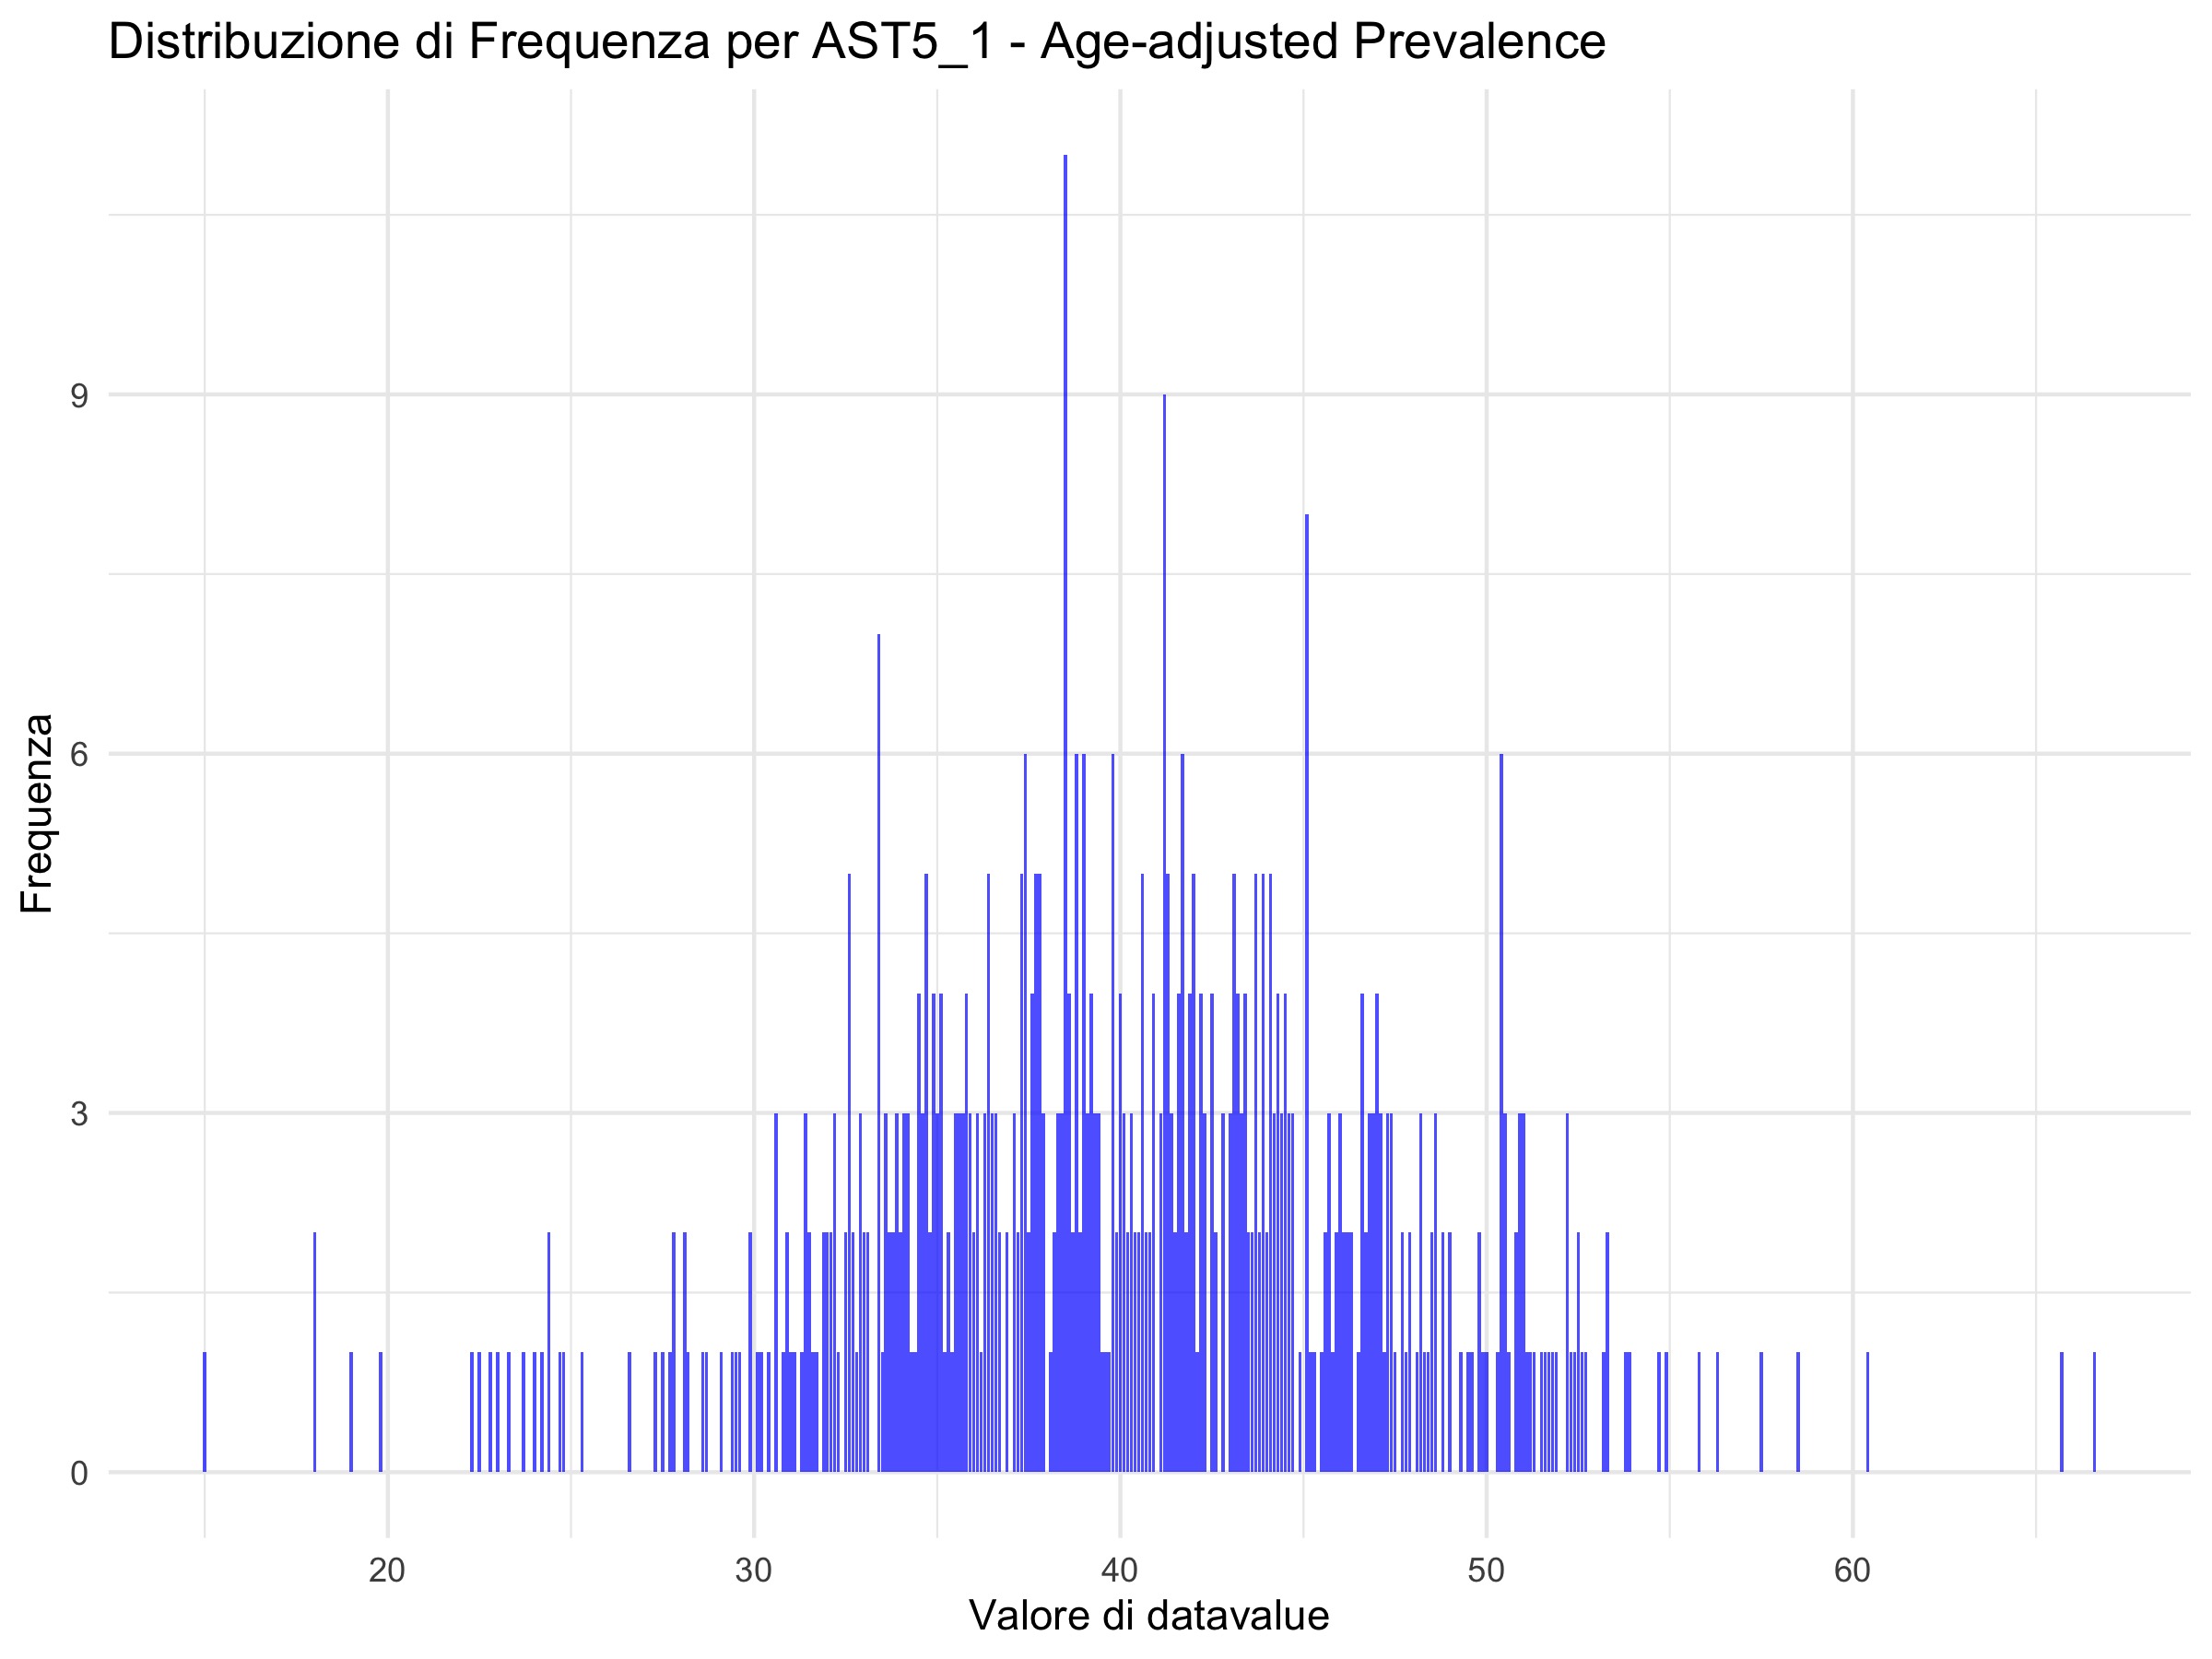 Distribuzione di Frequenza per AST5_1 - Age-adjusted Prevalence
Frequenza
9
6
3
0
20 30 40 50 60
Valore di datavalue